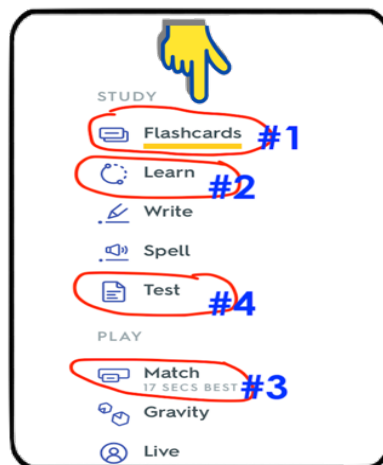 STUDY
Flashcards #1
Learn #2
Write
Spell
Test #4
PLAY
Match #3
17 SECS BEST
Gravity
Live